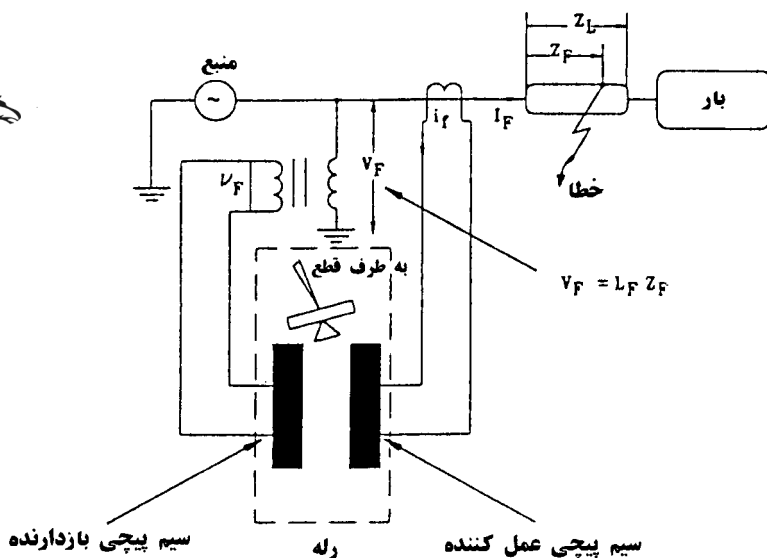 Z_L
Z_F
منبع
~
بار
i_f
I_F
ν_F
V_F
خطا
به طرف قطع
V_F = L_F Z_F
سیم پیچی بازدارنده
رله
سیم پیچی عمل کننده